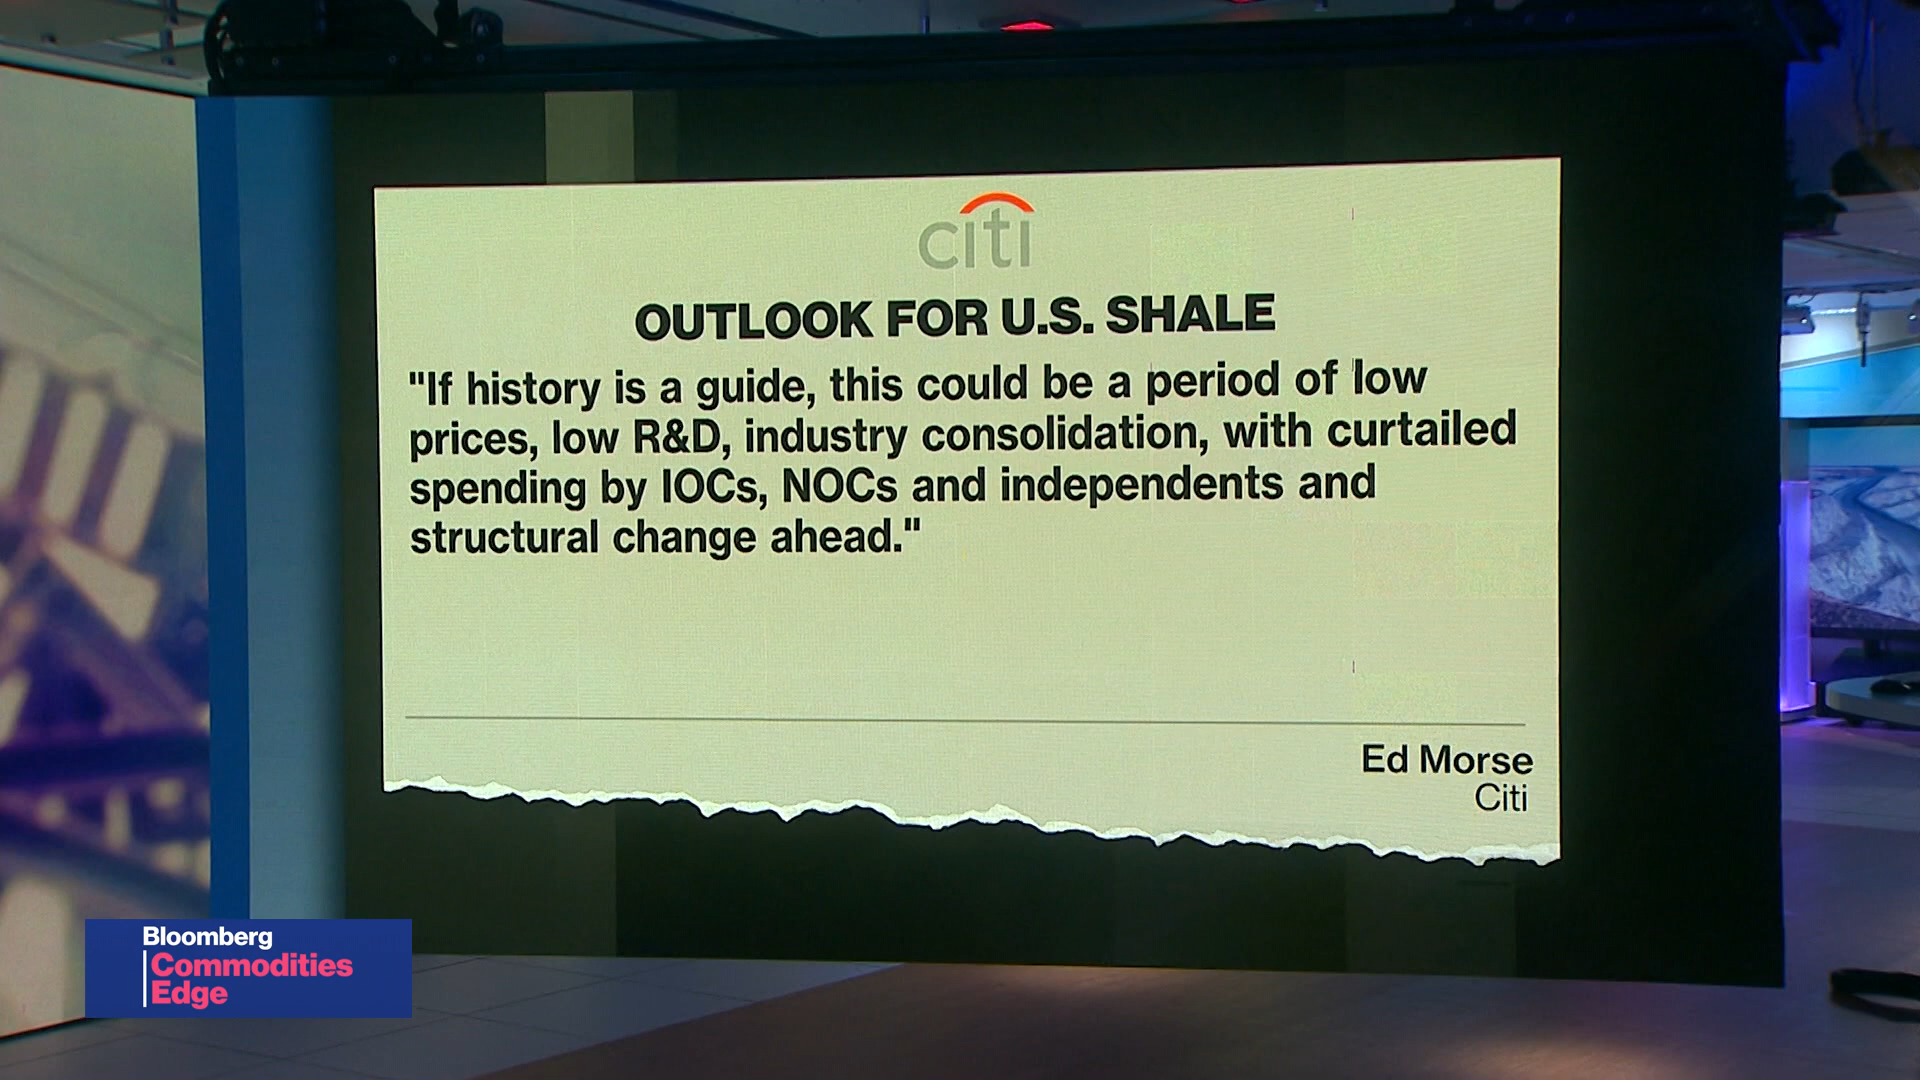 citi
OUTLOOK FOR U.S. SHALE
"If history is a guide, this could be a period of low
prices, low R&D, industry consolidation, with curtailed
spending by IOCs, NOCs and independents and
structural change ahead."
Ed Morse
Citi
Bloomberg
Commodities
Edge